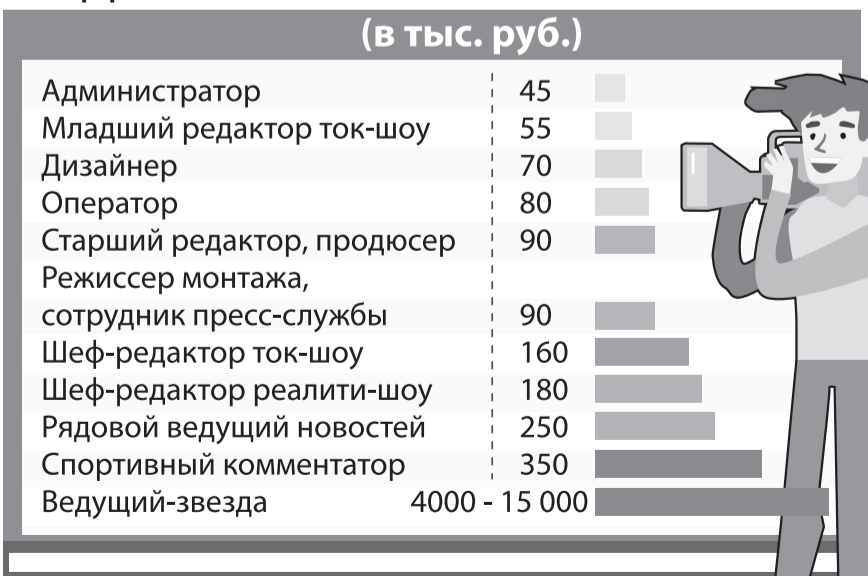 (в тыс. руб.)
Администратор 45
Младший редактор ток-шоу 55
Дизайнер 70
Оператор 80
Старший редактор, продюсер 90
Режиссер монтажа,
сотрудник пресс-службы 90
Шеф-редактор ток-шоу 160
Шеф-редактор реалити-шоу 180
Рядовой ведущий новостей 250
Спортивный комментатор 350
Ведущий-звезда 4000 - 15 000